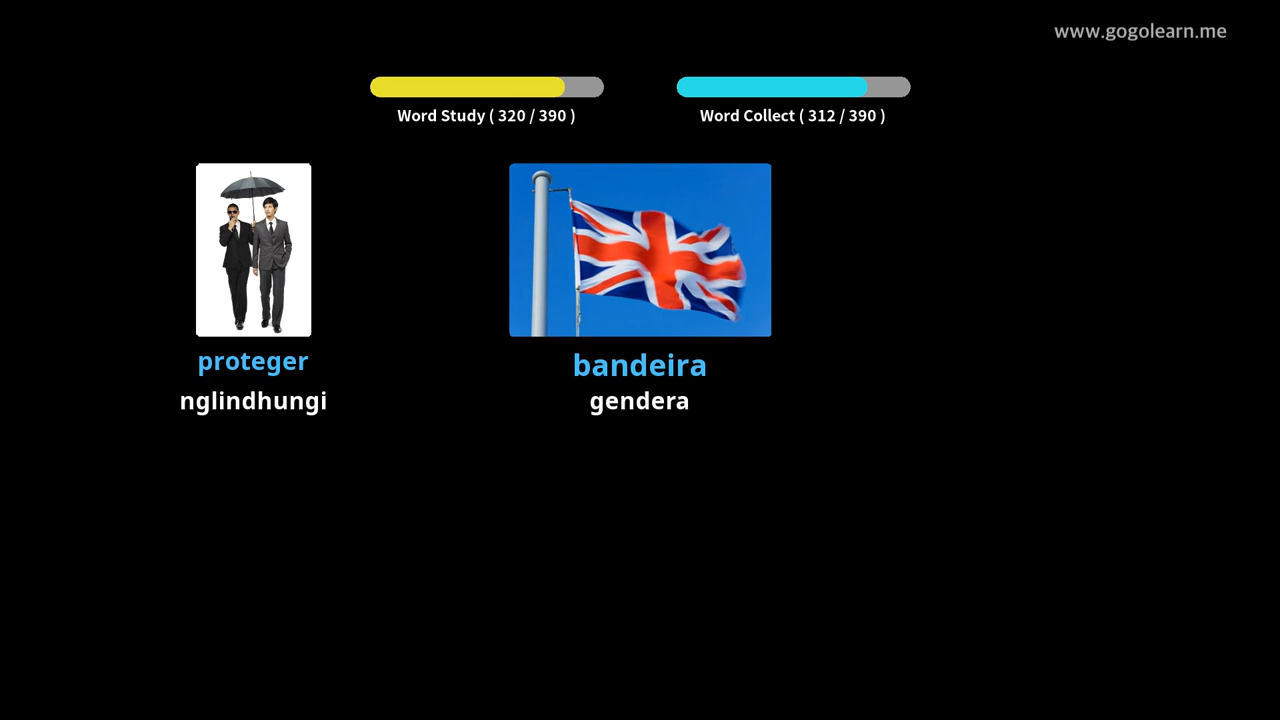 www.gogolearn.me
Word Study ( 320 / 390 )
Word Collect ( 312 / 390 )
proteger
nglindhungi
bandeira
gendera